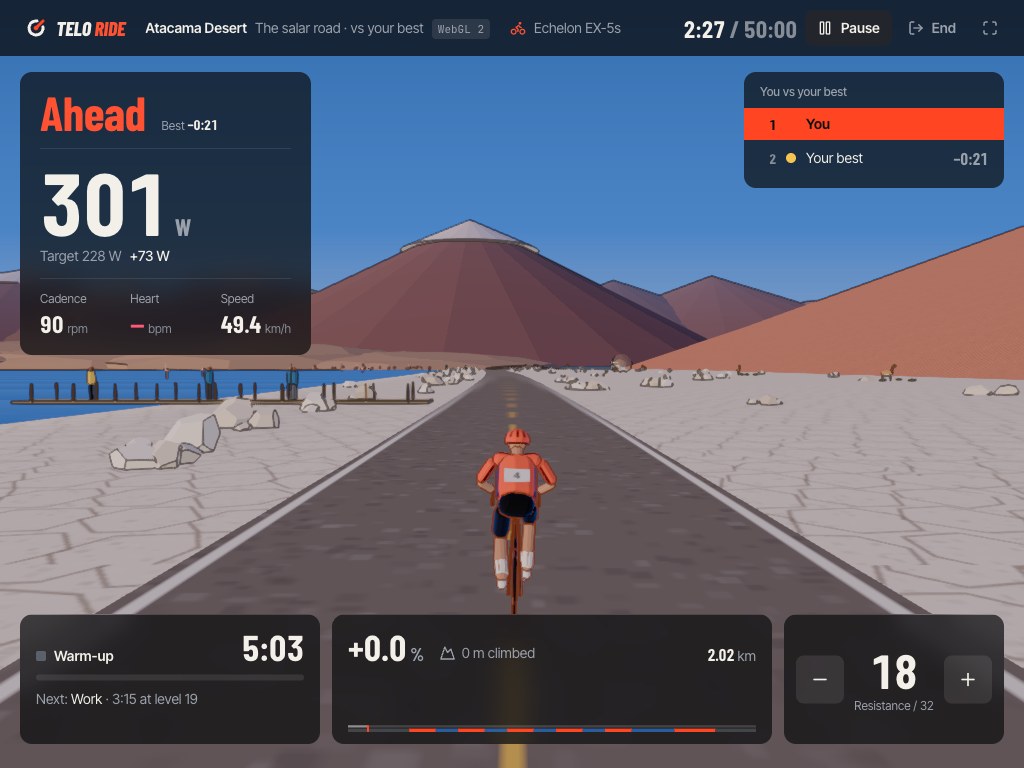 TELO RIDE Atacama Desert The salar road · vs your best WebGL 2 Echelon EX-5s 2:27 / 50:00 Pause End
Ahead Best −0:21
301 W
Target 228 W +73 W
Cadence Heart Speed
90 rpm — bpm 49.4 km/h
You vs your best
1 You
2 Your best −0:21
4
Warm-up 5:03
Next: Work · 3:15 at level 19
+0.0 % 0 m climbed 2.02 km
− 18 +
Resistance / 32